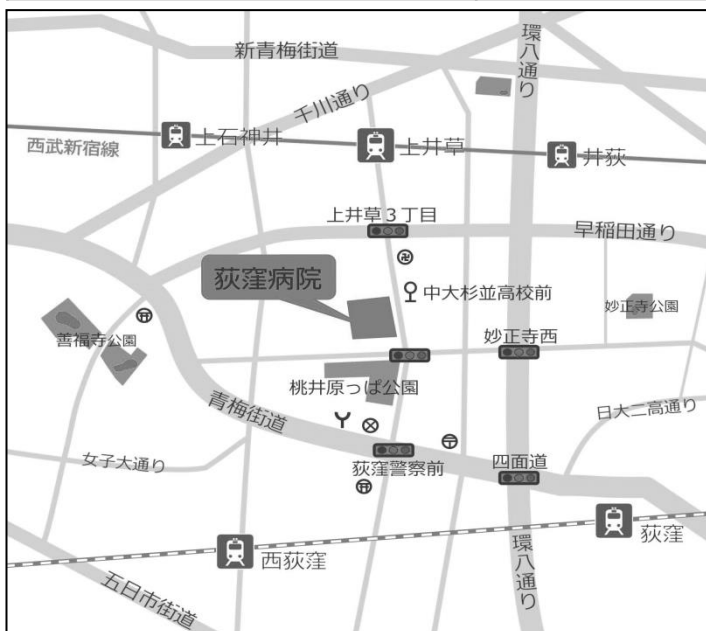 新青梅街道
環八通り
千川通り
西武新宿線
上石神井
上井草
井荻
上井草3丁目
早稲田通り
荻窪病院
中大杉並高校前
妙正寺公園
善福寺公園
妙正寺西
桃井原っぱ公園
青梅街道
日大二高通り
女子大通り
荻窪警察前
四面道
西荻窪
荻窪
環八通り
五日市街道